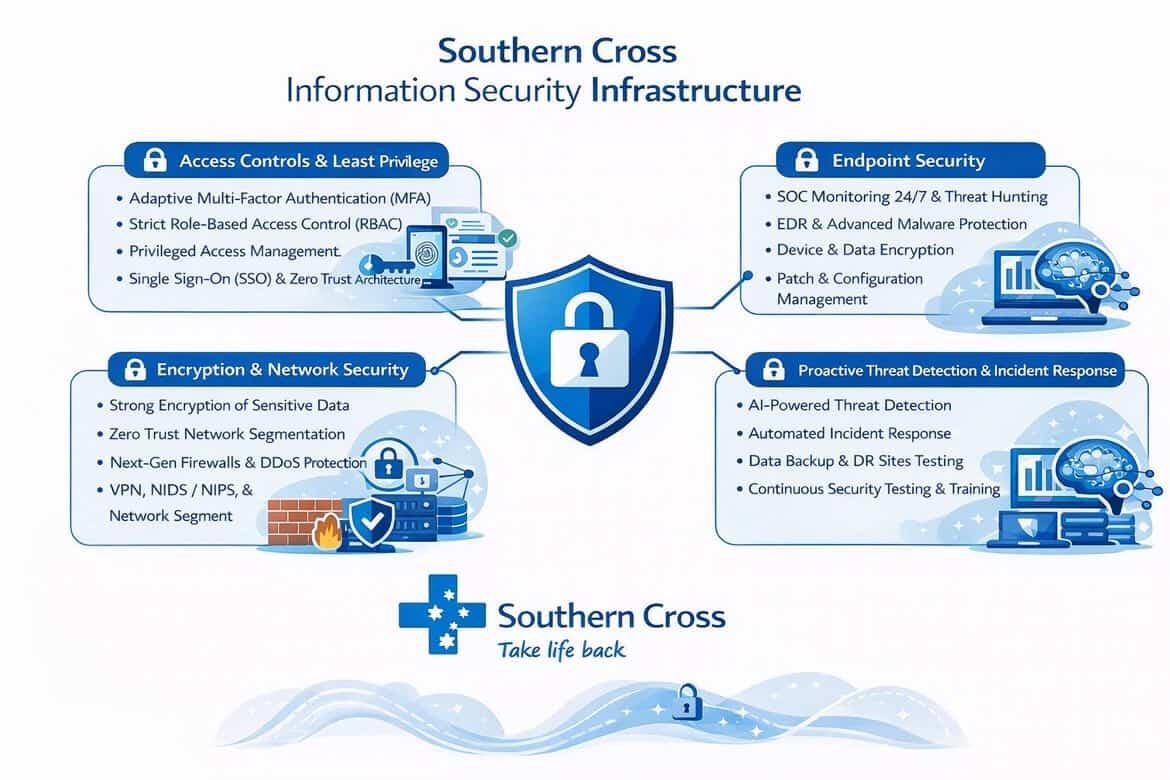 Southern Cross
Information Security Infrastructure
Access Controls & Least Privilege
• Adaptive Multi-Factor Authentication (MFA)
• Strict Role-Based Access Control (RBAC)
• Privileged Access Management
• Single Sign-On (SSO) & Zero Trust Architecture
Endpoint Security
• SOC Monitoring 24/7 & Threat Hunting
• EDR & Advanced Malware Protection
• Device & Data Encryption
• Patch & Configuration
Management
Encryption & Network Security
• Strong Encryption of Sensitive Data
• Zero Trust Network Segmentation
• Next-Gen Firewalls & DDoS Protection
• VPN, NIDS / NIPS, &
Network Segment
Proactive Threat Detection & Incident Response
• AI-Powered Threat Detection
• Automated Incident Response
• Data Backup & DR Sites Testing
• Continuous Security Testing & Training
Southern Cross
Take life back